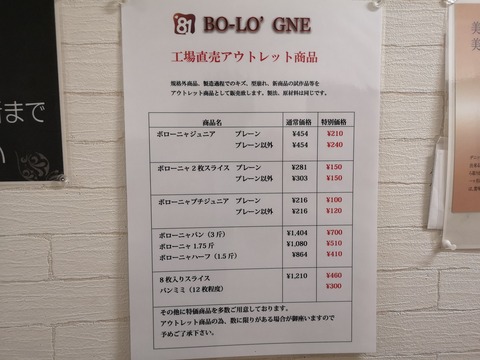 81 BO-LO' GNE
工場直売アウトレット商品
規格外商品、製造過程でのキズ、型崩れ、新商品の試作品等を
アウトレット商品として販売致します。製法、原材料は同じです。
商品名 通常価格 特別価格
ボローニャジュニア プレーン ¥454 ¥210
プレーン以外 ¥454 ¥240
ボローニャ2枚スライス プレーン ¥281 ¥150
プレーン以外 ¥303 ¥150
ボローニャプチジュニア プレーン ¥216 ¥100
プレーン以外 ¥216 ¥120
ボローニャパン(3斤) ¥1,404 ¥700
ボローニャ 1.75斤 ¥1,080 ¥510
ボローニャハーフ(1.5斤) ¥864 ¥410
8枚入りスライス ¥1,210 ¥460
パンミミ(12枚程度) ¥300
その他に特価商品を多数ご用意しております。
アウトレット商品の為、数に限りがある場合が御座いますので
予めご了承下さい。
まで
い
美
美